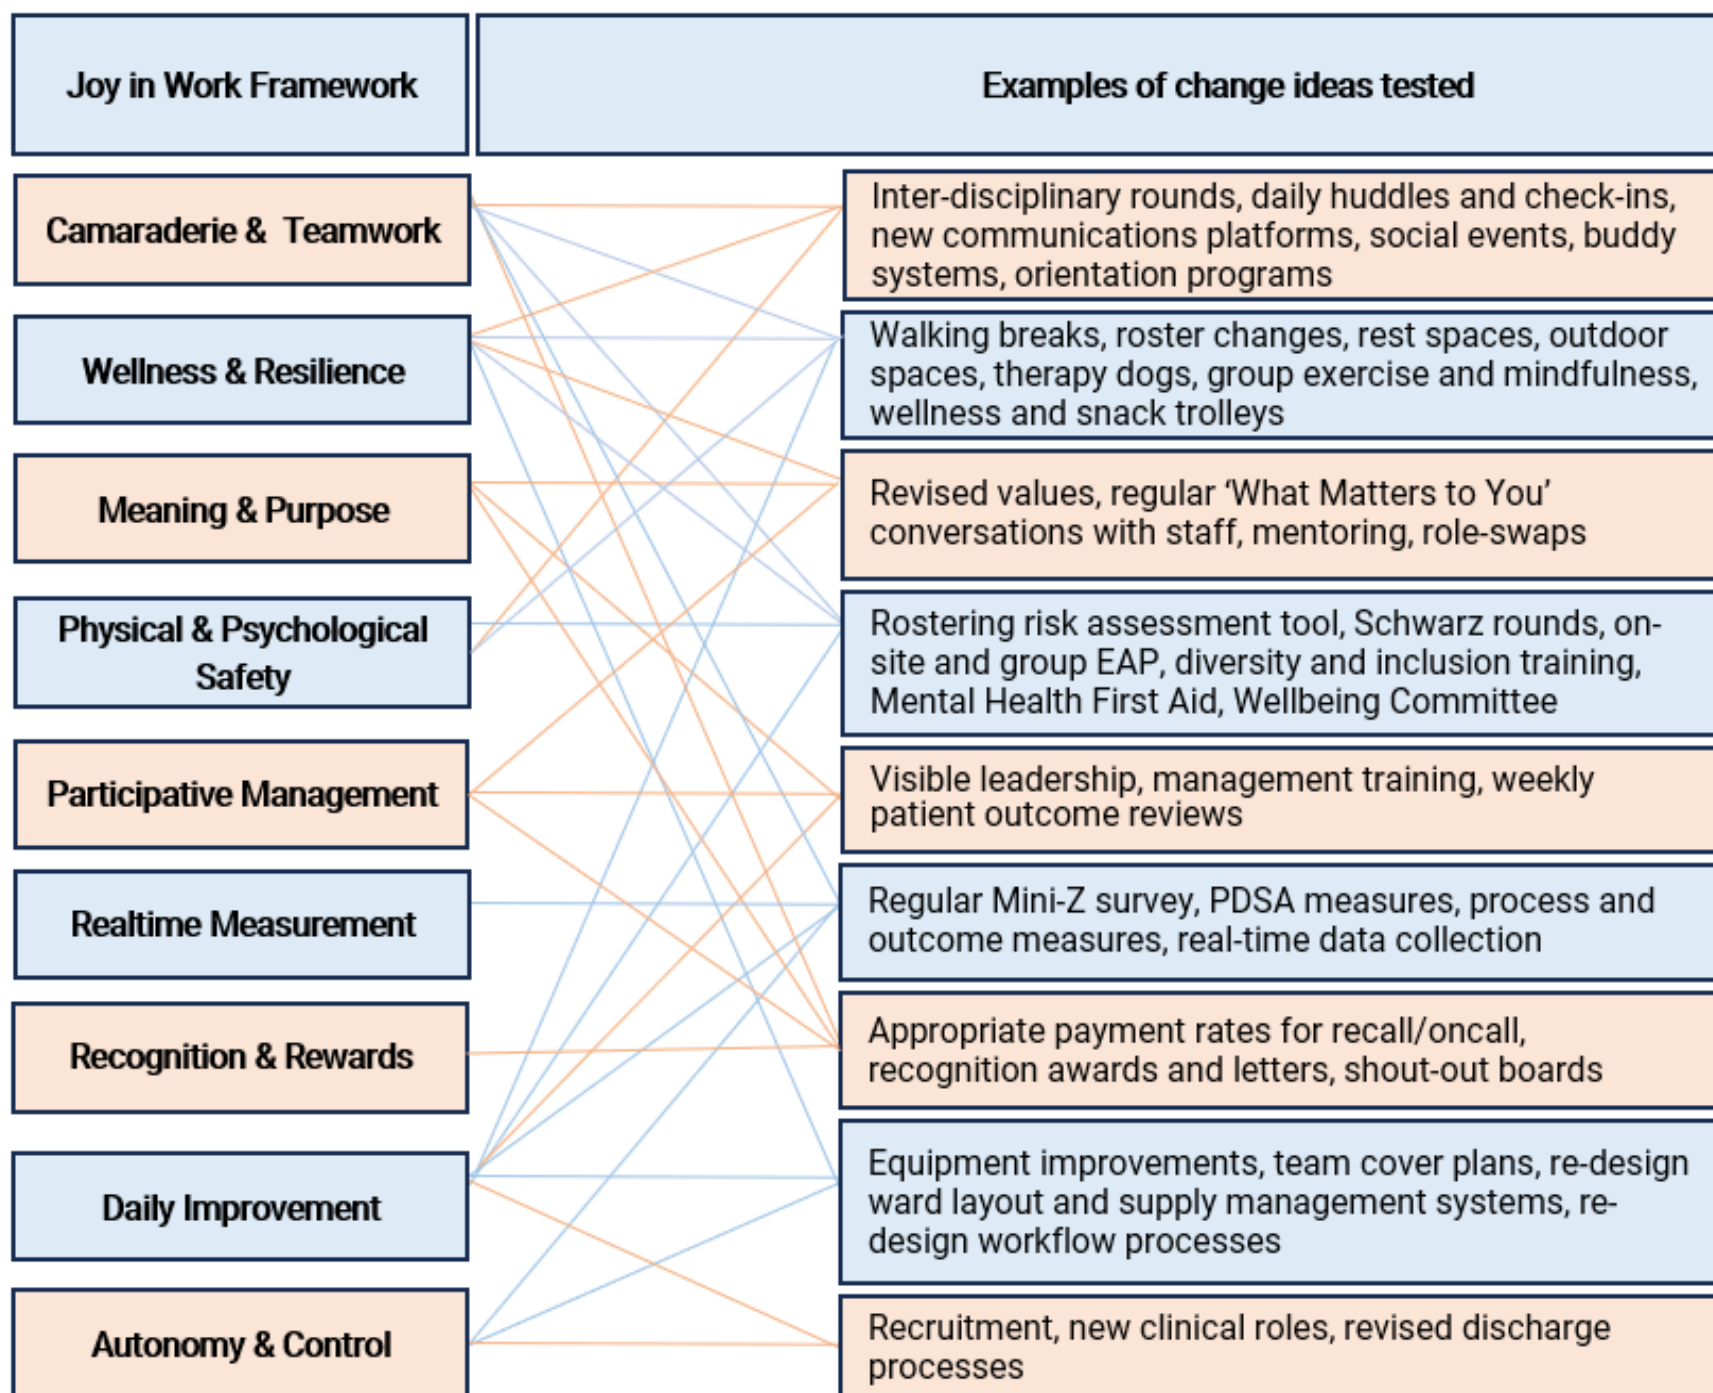 Joy in Work Framework
Examples of change ideas tested
Camaraderie & Teamwork
Inter-disciplinary rounds, daily huddles and check-ins,
new communications platforms, social events, buddy
systems, orientation programs
Wellness & Resilience
Walking breaks, roster changes, rest spaces, outdoor
spaces, therapy dogs, group exercise and mindfulness,
wellness and snack trolleys
Meaning & Purpose
Revised values, regular ‘What Matters to You’
conversations with staff, mentoring, role-swaps
Physical & Psychological
Safety
Rostering risk assessment tool, Schwarz rounds, on-
site and group EAP, diversity and inclusion training,
Mental Health First Aid, Wellbeing Committee
Participative Management
Visible leadership, management training, weekly
patient outcome reviews
Realtime Measurement
Regular Mini-Z survey, PDSA measures, process and
outcome measures, real-time data collection
Recognition & Rewards
Appropriate payment rates for recall/oncall,
recognition awards and letters, shout-out boards
Daily Improvement
Equipment improvements, team cover plans, re-design
ward layout and supply management systems, re-
design workflow processes
Autonomy & Control
Recruitment, new clinical roles, revised discharge
processes